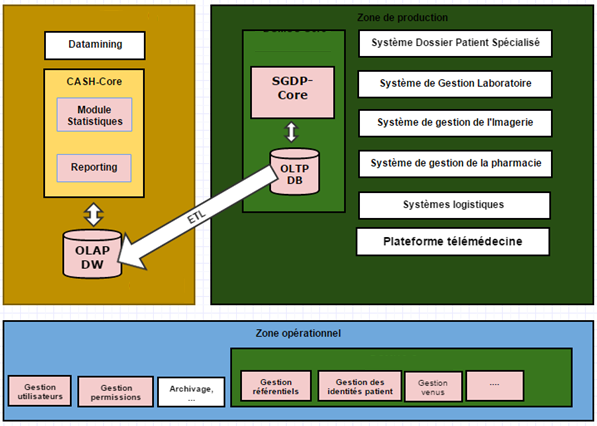 Datamining
CASH-Core
Module
Statistiques
Reporting
OLAP
DW
ETL
Zone de production
SGDP-
Core
OLTP
DB
Système Dossier Patient Spécialisé
Système de Gestion Laboratoire
Système de gestion de l'Imagerie
Système de gestion de la pharmacie
Systèmes logistiques
Plateforme télémédecine
Zone opérationnel
Gestion
utilisateurs
Gestion
permissions
Archivage,
...
Gestion
référentiels
Gestion des
identités patient
Gestion
venus
....